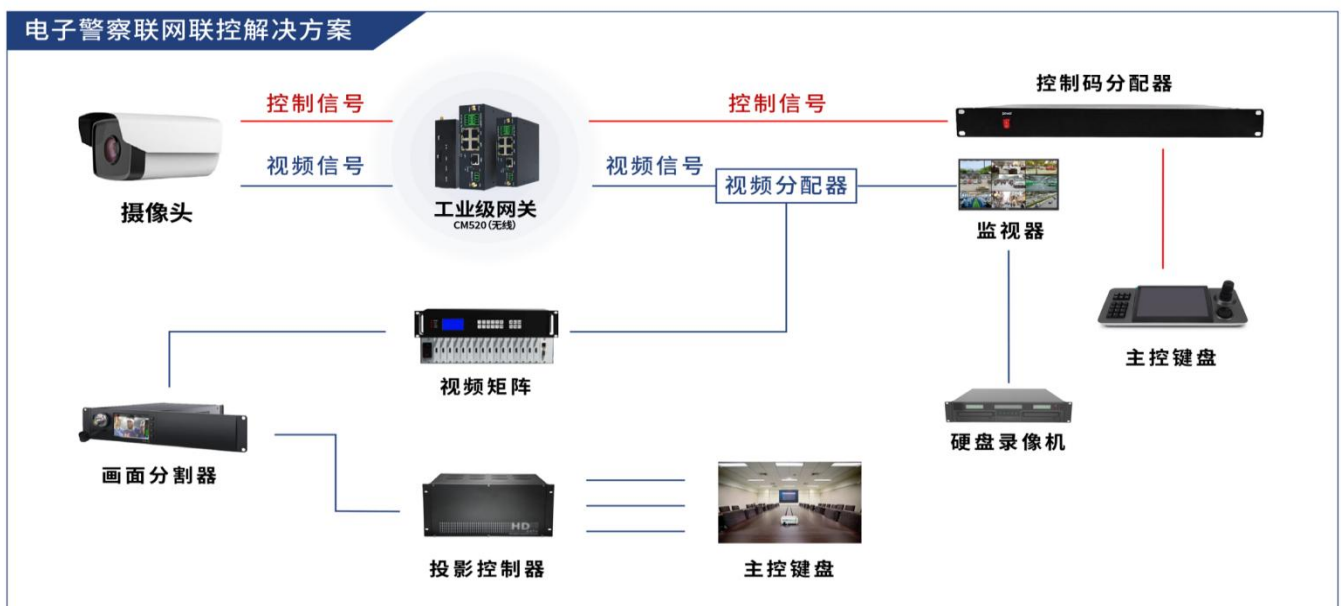 电子警察联网联控解决方案
控制信号
控制信号
控制码分配器
视频信号
视频信号
视频分配器
摄像头
工业级网关
CM520(无线)
监视器
主控键盘
视频矩阵
硬盘录像机
画面分割器
HD
投影控制器
主控键盘